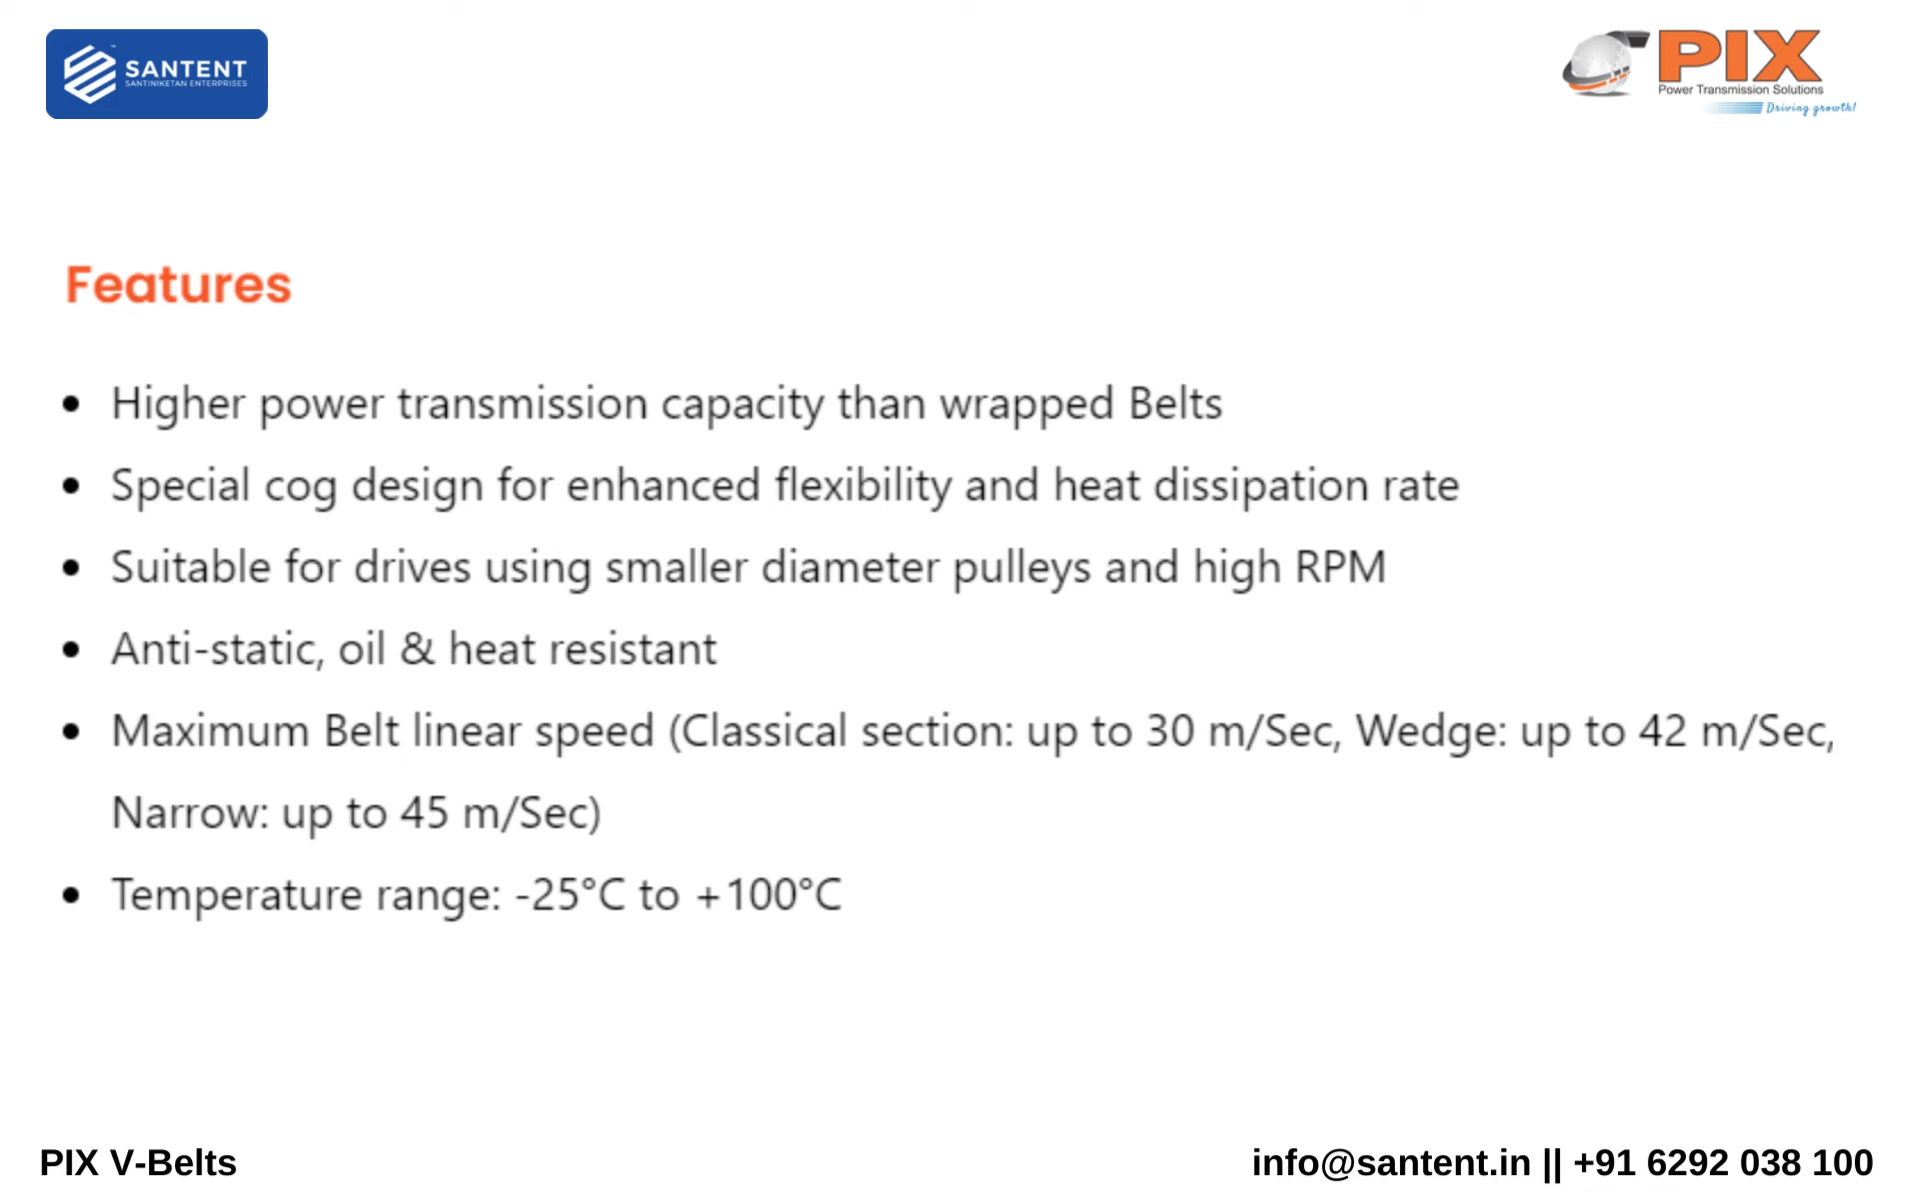 SANTENT
SANTINIKETAN ENTERPRISES
PIX
Power Transmission Solutions
Driving growth!
Features
• Higher power transmission capacity than wrapped Belts
• Special cog design for enhanced flexibility and heat dissipation rate
• Suitable for drives using smaller diameter pulleys and high RPM
• Anti-static, oil & heat resistant
• Maximum Belt linear speed (Classical section: up to 30 m/Sec, Wedge: up to 42 m/Sec,
Narrow: up to 45 m/Sec)
• Temperature range: -25°C to +100°C
PIX V-Belts
info@santent.in || +91 6292 038 100